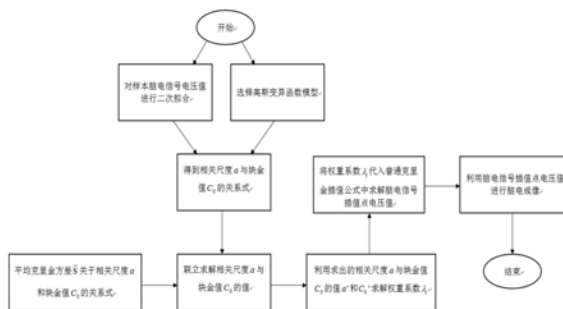 开始
对样本脑电信号电压值
进行二次拟合
选择高斯变异函数模型
得到相关尺度a与块金
值C₀的关系式
将权重系数λᵢ代入普通克里
金插值公式中求解脑电信号
插值点电压值
利用脑电信号插值点电压值
进行脑电成像
平均克里金方差s̄关于相关尺度a
和块金值C₀的关系式
联立求解相关尺度a与
块金值C₀的值
利用求出的相关尺度a与块金值
C₀的值a'和C₀'求解权重系数λᵢ
结束